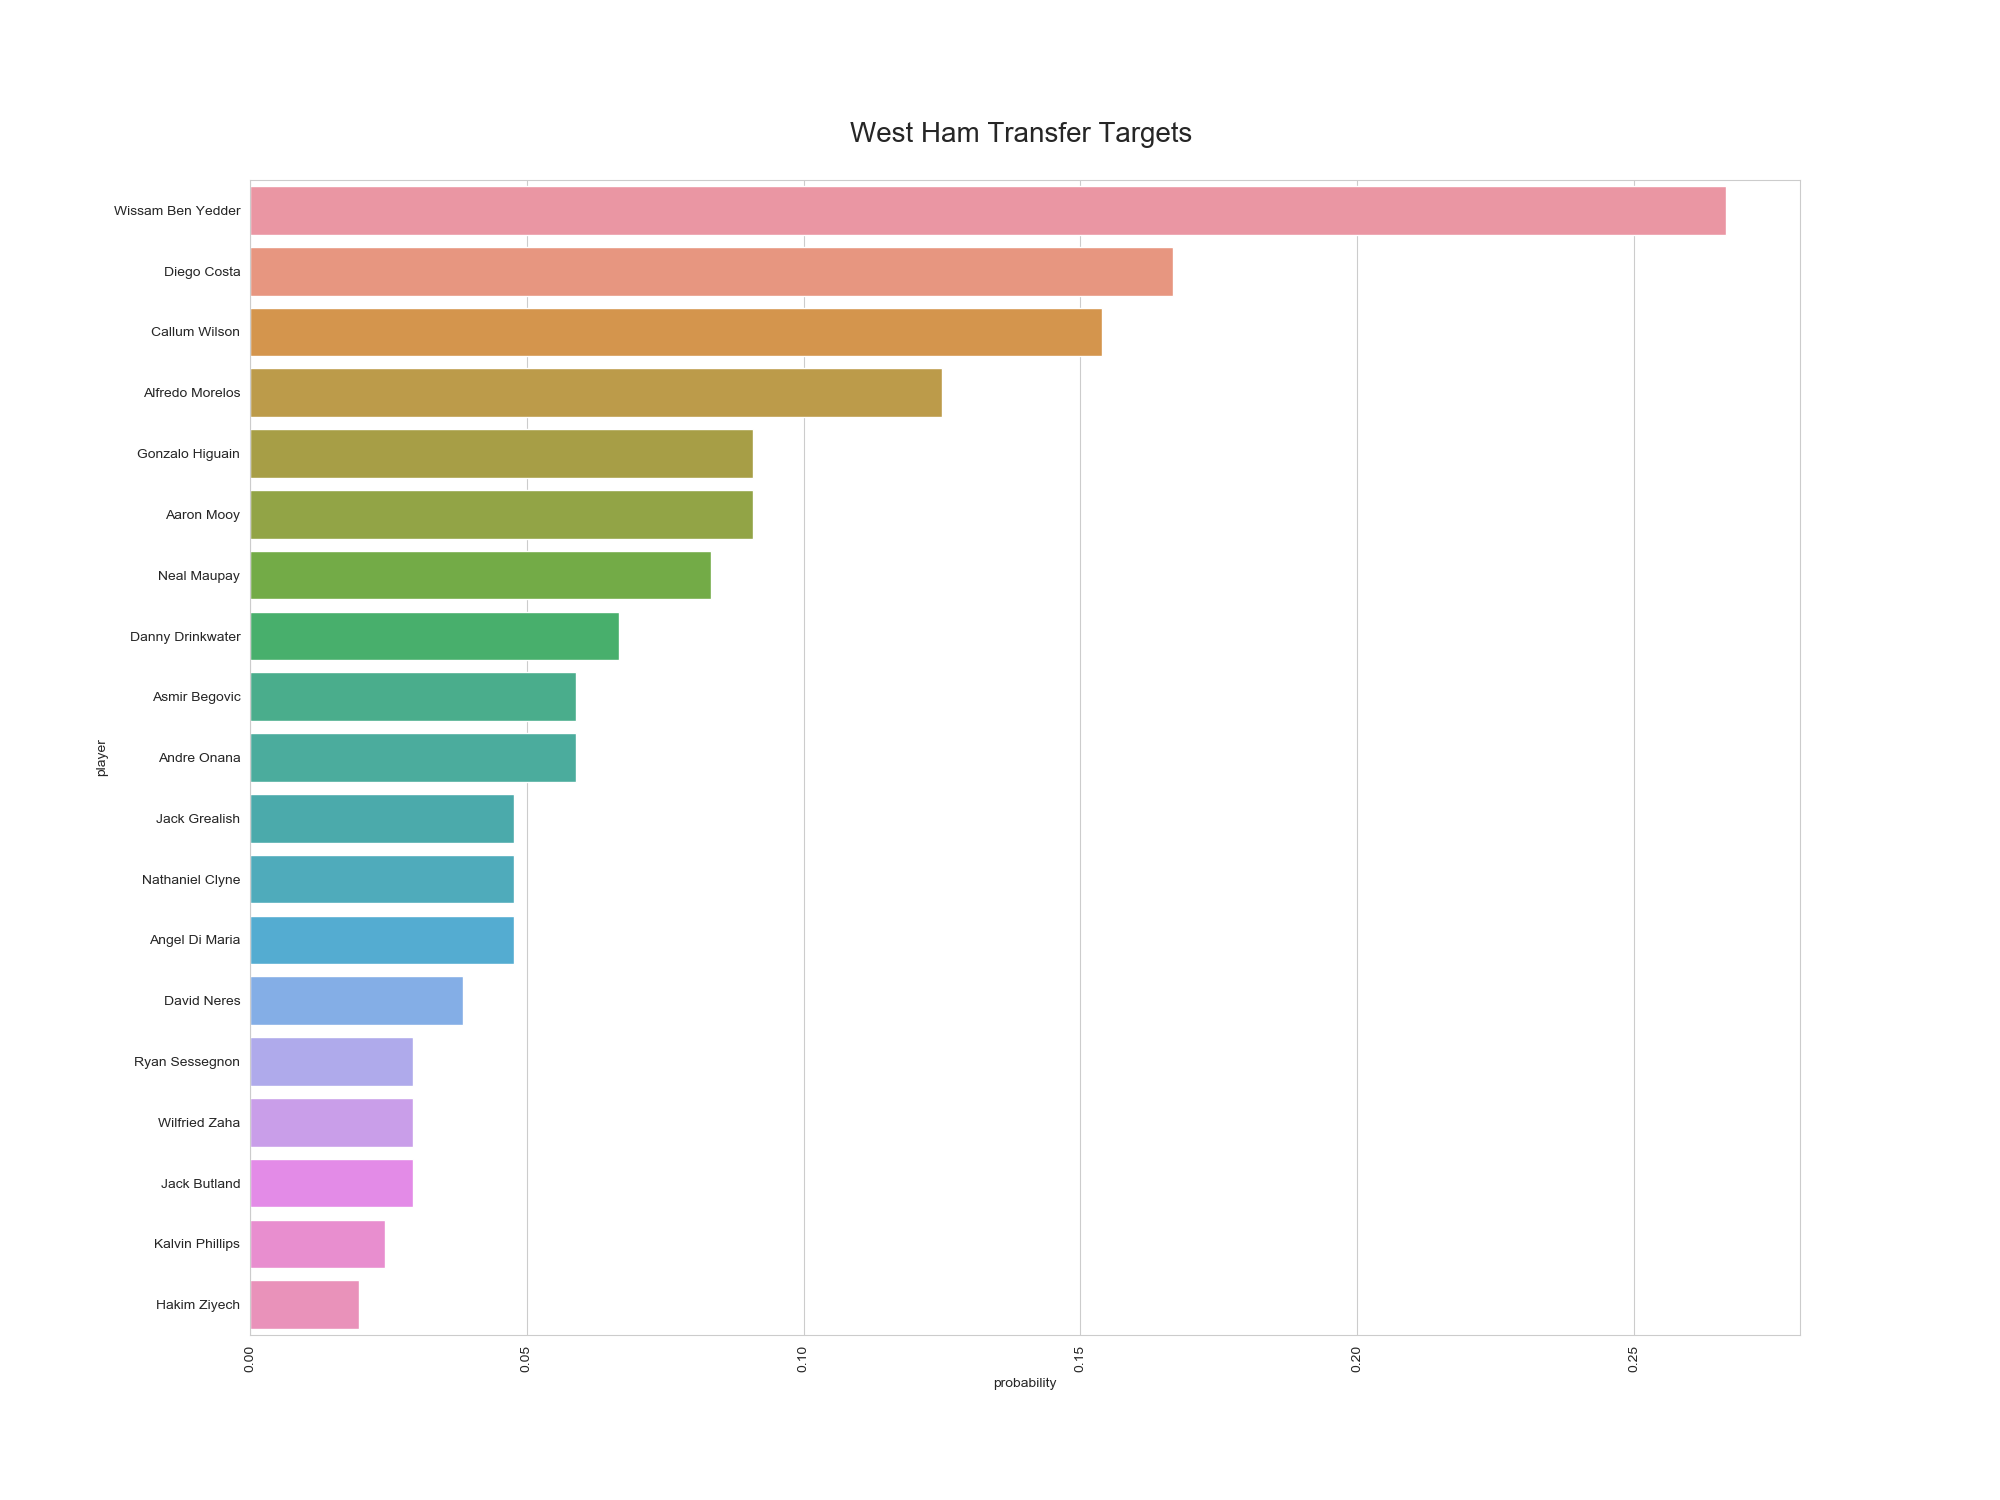 West Ham Transfer Targets
Wissam Ben Yedder
Diego Costa
Callum Wilson
Alfredo Morelos
Gonzalo Higuain
Aaron Mooy
Neal Maupay
Danny Drinkwater
Asmir Begovic
Andre Onana
Jack Grealish
Nathaniel Clyne
Angel Di Maria
David Neres
Ryan Sessegnon
Wilfried Zaha
Jack Butland
Kalvin Phillips
Hakim Ziyech
player
0.00 0.05 0.10 0.15 0.20 0.25
probability